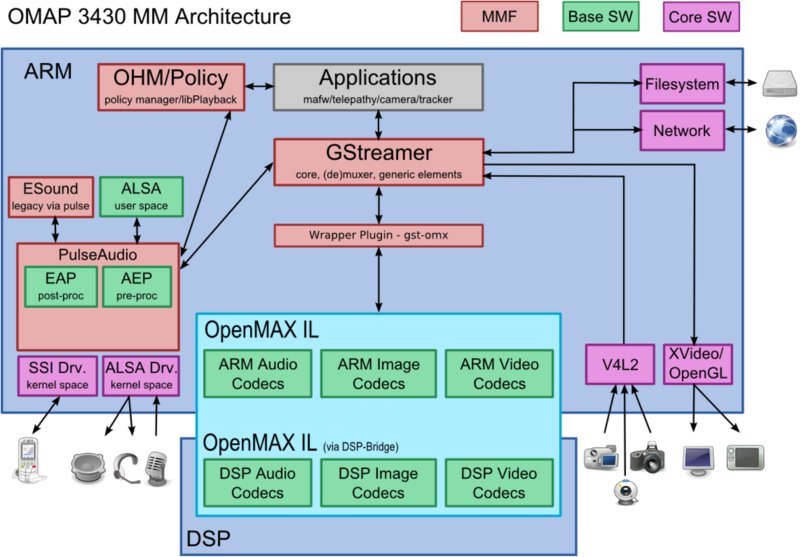 OMAP 3430 MM Architecture
MMF
Base SW
Core SW
ARM
OHM/Policy
policy manager/libPlayback
Applications
mafw/telepathy/camera/tracker
Filesystem
Network
GStreamer
core, (de)muxer, generic elements
ESound
legacy via pulse
ALSA
user space
Wrapper Plugin - gst-omx
PulseAudio
EAP
post-proc
AEP
pre-proc
OpenMAX IL
ARM Audio
Codecs
ARM Image
Codecs
ARM Video
Codecs
SSI Drv.
kernel space
ALSA Drv.
kernel space
V4L2
XVideo/
OpenGL
OpenMAX IL (via DSP-Bridge)
DSP Audio
Codecs
DSP Image
Codecs
DSP Video
Codecs
DSP